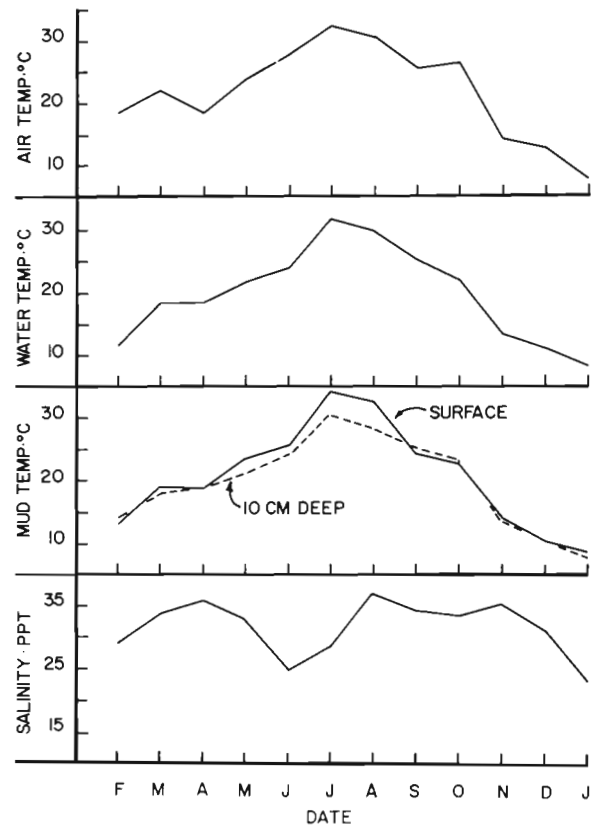 AIR TEMP·°C
30
20
10
WATER TEMP·°C
30
20
10
MUD TEMP·°C
30
20
10
SURFACE
10 CM DEEP
SALINITY · PPT
35
25
15
F M A M J J A S O N D J
DATE